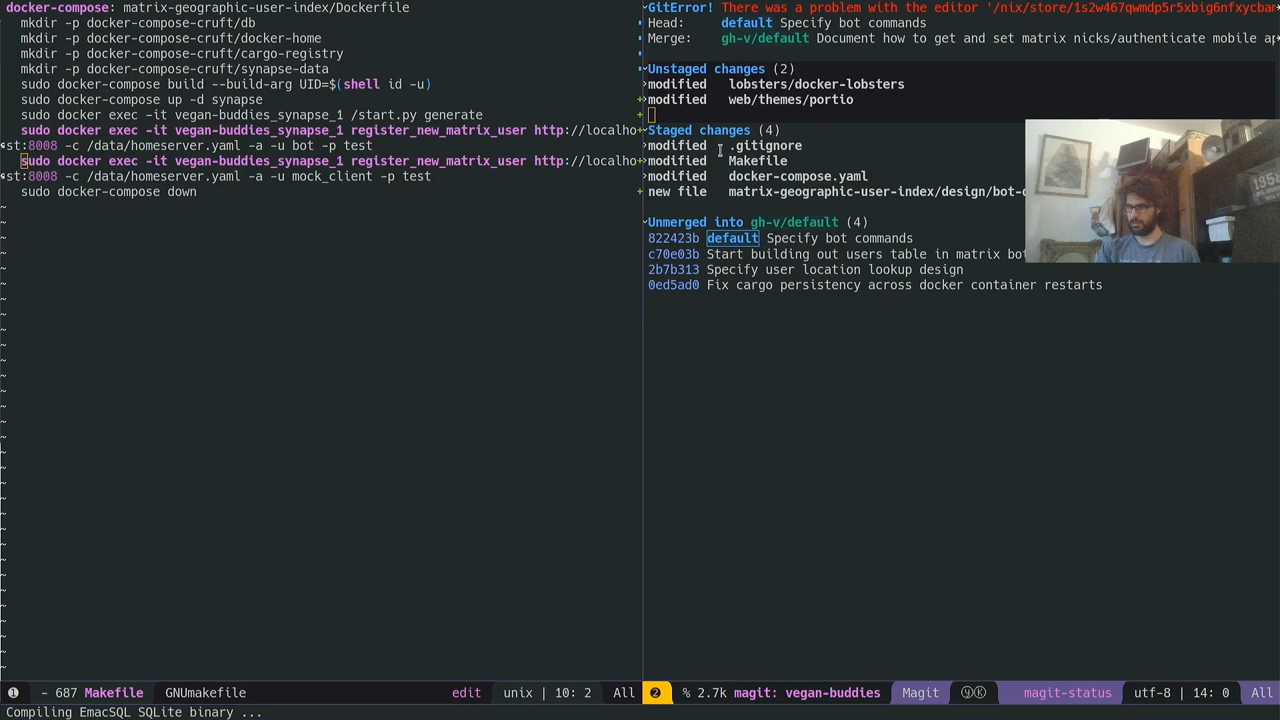 docker-compose: matrix-geographic-user-index/Dockerfile
mkdir -p docker-compose-cruft/db
mkdir -p docker-compose-cruft/docker-home
mkdir -p docker-compose-cruft/cargo-registry
mkdir -p docker-compose-cruft/synapse-data
sudo docker-compose build --build-arg UID=$(shell id -u)
sudo docker-compose up -d synapse
sudo docker exec -it vegan-buddies_synapse_1 /start.py generate
sudo docker exec -it vegan-buddies_synapse_1 register_new_matrix_user http://localho
st:8008 -c /data/homeserver.yaml -a -u bot -p test
sudo docker exec -it vegan-buddies_synapse_1 register_new_matrix_user http://localho
st:8008 -c /data/homeserver.yaml -a -u mock_client -p test
sudo docker-compose down
- 687 Makefile GNUmakefile edit unix | 10: 2 All
GitError! There was a problem with the editor '/nix/store/1s2w467qwmdp5r5xbig6nfxycba
Head: default Specify bot commands
Merge: gh-v/default Document how to get and set matrix nicks/authenticate mobile ap
Unstaged changes (2)
modified lobsters/docker-lobsters
modified web/themes/portio
Staged changes (4)
modified .gitignore
modified Makefile
modified docker-compose.yaml
new file matrix-geographic-user-index/design/bot-
Unmerged into gh-v/default (4)
822423b default Specify bot commands
c70e03b Start building out users table in matrix bot
2b7b313 Specify user location lookup design
0ed5ad0 Fix cargo persistency across docker container restarts
% 2.7k magit: vegan-buddies Magit magit-status utf-8 | 14: 0 All
Compiling EmacSQL SQLite binary ...